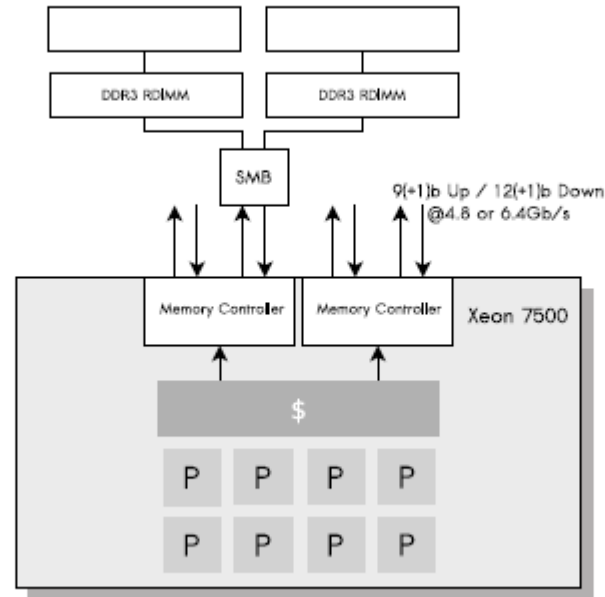 DDR3 RDIMM
DDR3 RDIMM
SMB
9(+1)b Up / 12(+1)b Down
@4.8 or 6.4Gb/s
Memory Controller
Memory Controller
Xeon 7500
$
P P P P
P P P P